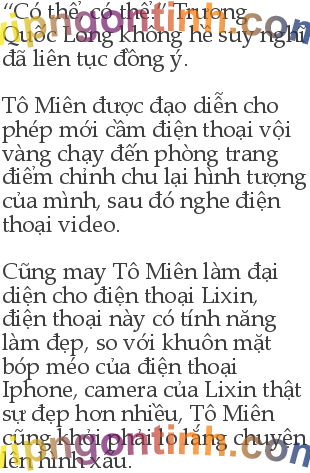 “Có thể, có thể!” Trương
Quốc Long không hề suy nghĩ
đã liên tục đồng ý.
Tô Miên được đạo diễn cho
phép mới cầm điện thoại vội
vàng chạy đến phòng trang
điểm chỉnh chu lại hình tượng
của mình, sau đó nghe điện
thoại video.
Cũng may Tô Miên làm đại
diện cho điện thoại Lixin,
điện thoại này có tính năng
làm đẹp, so với khuôn mặt
bóp méo của điện thoại
Iphone, camera của Lixin thật
sự đẹp hơn nhiều, Tô Miên
cũng khỏi phải lo lắng chuyện
lên hình xấu.